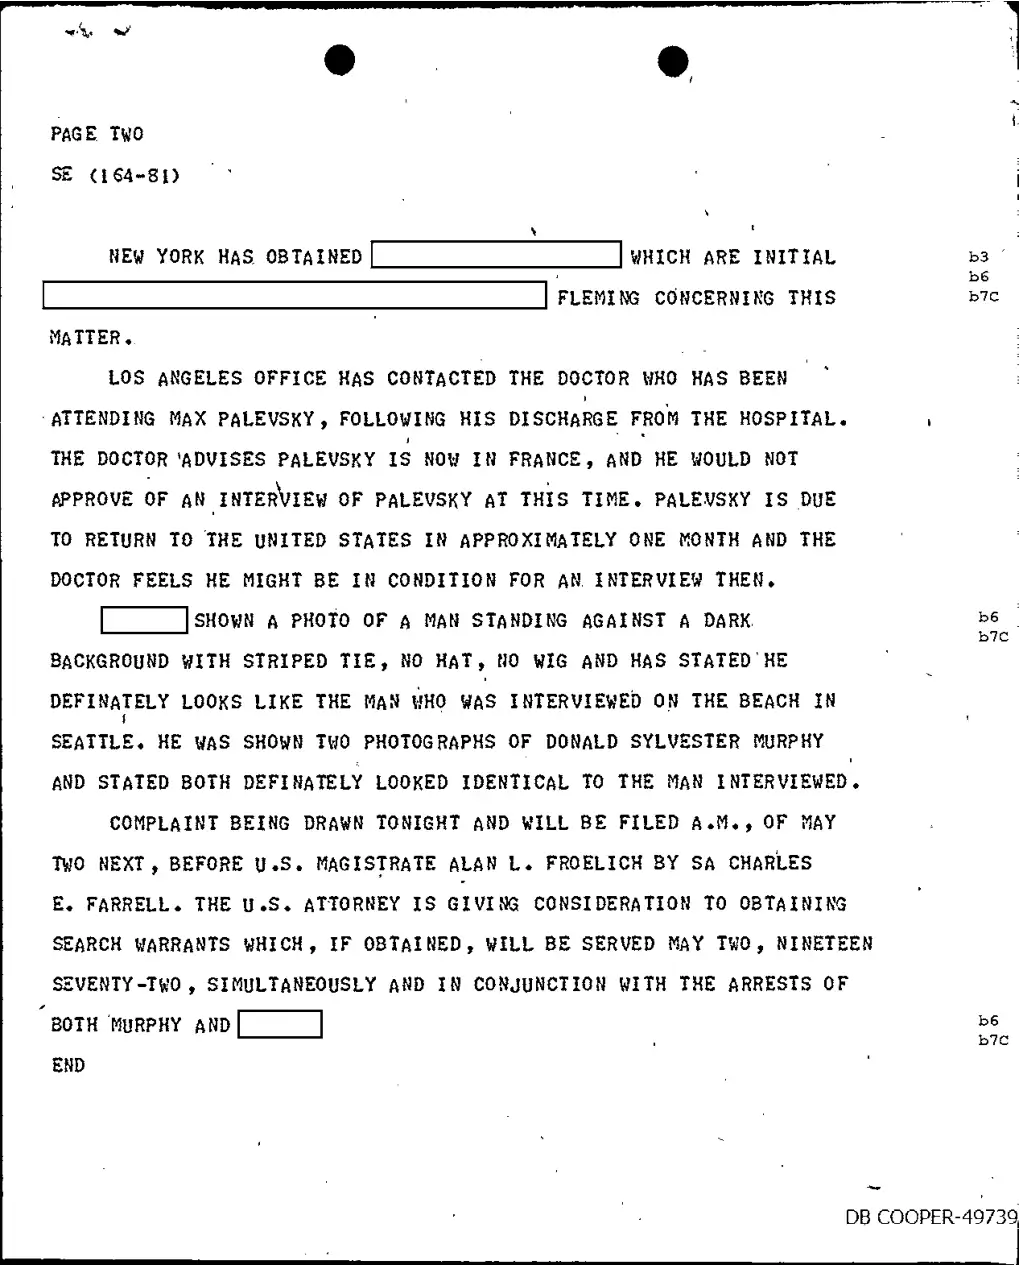 PAGE TWO
SE (164-81)
NEW YORK HAS OBTAINED WHICH ARE INITIAL b3
b6
FLEMING CONCERNING THIS b7C
MATTER.
LOS ANGELES OFFICE HAS CONTACTED THE DOCTOR WHO HAS BEEN
ATTENDING MAX PALEVSKY, FOLLOWING HIS DISCHARGE FROM THE HOSPITAL.
THE DOCTOR ADVISES PALEVSKY IS NOW IN FRANCE, AND HE WOULD NOT
APPROVE OF AN INTERVIEW OF PALEVSKY AT THIS TIME. PALEVSKY IS DUE
TO RETURN TO THE UNITED STATES IN APPROXIMATELY ONE MONTH AND THE
DOCTOR FEELS HE MIGHT BE IN CONDITION FOR AN INTERVIEW THEN.
SHOWN A PHOTO OF A MAN STANDING AGAINST A DARK b6
b7C
BACKGROUND WITH STRIPED TIE, NO HAT, NO WIG AND HAS STATED HE
DEFINATELY LOOKS LIKE THE MAN WHO WAS INTERVIEWED ON THE BEACH IN
SEATTLE. HE WAS SHOWN TWO PHOTOGRAPHS OF DONALD SYLVESTER MURPHY
AND STATED BOTH DEFINATELY LOOKED IDENTICAL TO THE MAN INTERVIEWED.
COMPLAINT BEING DRAWN TONIGHT AND WILL BE FILED A.M., OF MAY
TWO NEXT, BEFORE U.S. MAGISTRATE ALAN L. FROELICH BY SA CHARLES
E. FARRELL. THE U.S. ATTORNEY IS GIVING CONSIDERATION TO OBTAINING
SEARCH WARRANTS WHICH, IF OBTAINED, WILL BE SERVED MAY TWO, NINETEEN
SEVENTY-TWO, SIMULTANEOUSLY AND IN CONJUNCTION WITH THE ARRESTS OF
BOTH MURPHY AND b6
b7C
END
DB COOPER-49739